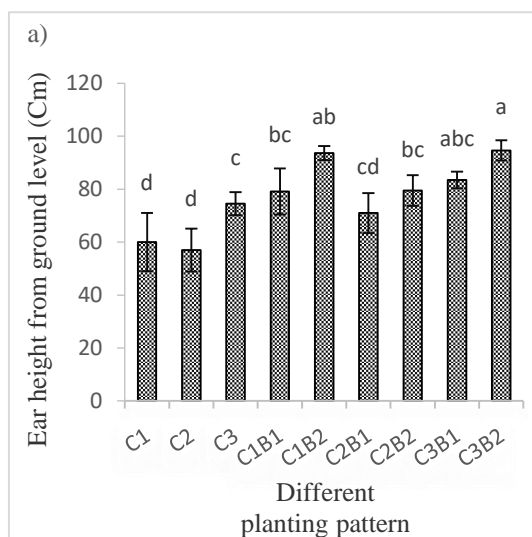 a)
Ear height from ground level (Cm)
120
100
80
60
40
20
0
d
d
c
bc
ab
cd
bc
abc
a
C1
C2
C3
C1B1
C1B2
C2B1
C2B2
C3B1
C3B2
Different
planting pattern